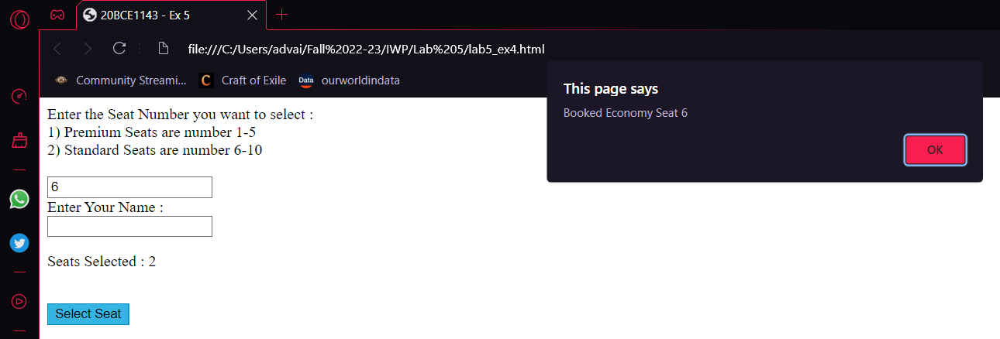 20BCE1143 - Ex 5
file:///C:/Users/advai/Fall%2022-23/IWP/Lab%205/lab5_ex4.html
Community Streami...
C
Craft of Exile
Data
ourworldindata
This page says
Booked Economy Seat 6
OK
Enter the Seat Number you want to select :
1) Premium Seats are number 1-5
2) Standard Seats are number 6-10
6
Enter Your Name :
Seats Selected : 2
Select Seat